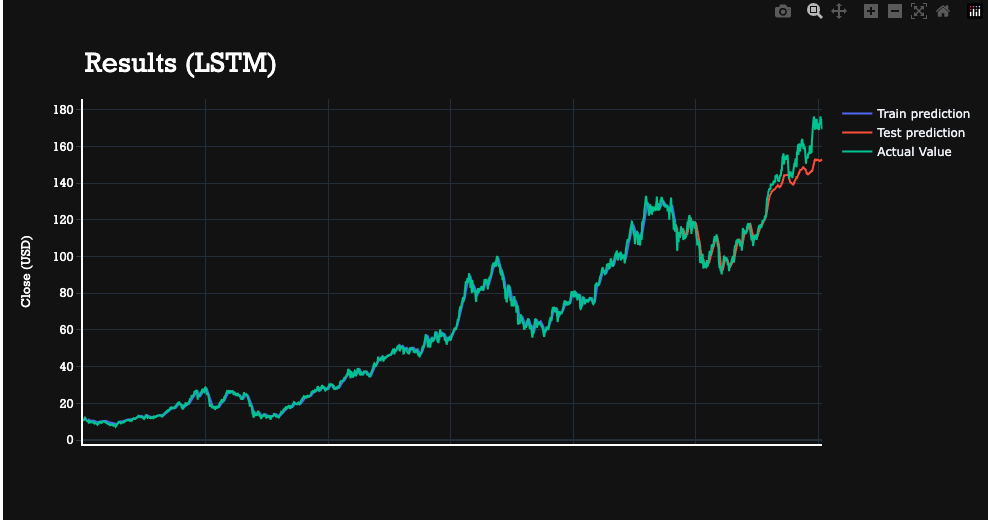 Results (LSTM)
180
160
140
120
100
80
60
40
20
0
Close (USD)
Train prediction
Test prediction
Actual Value